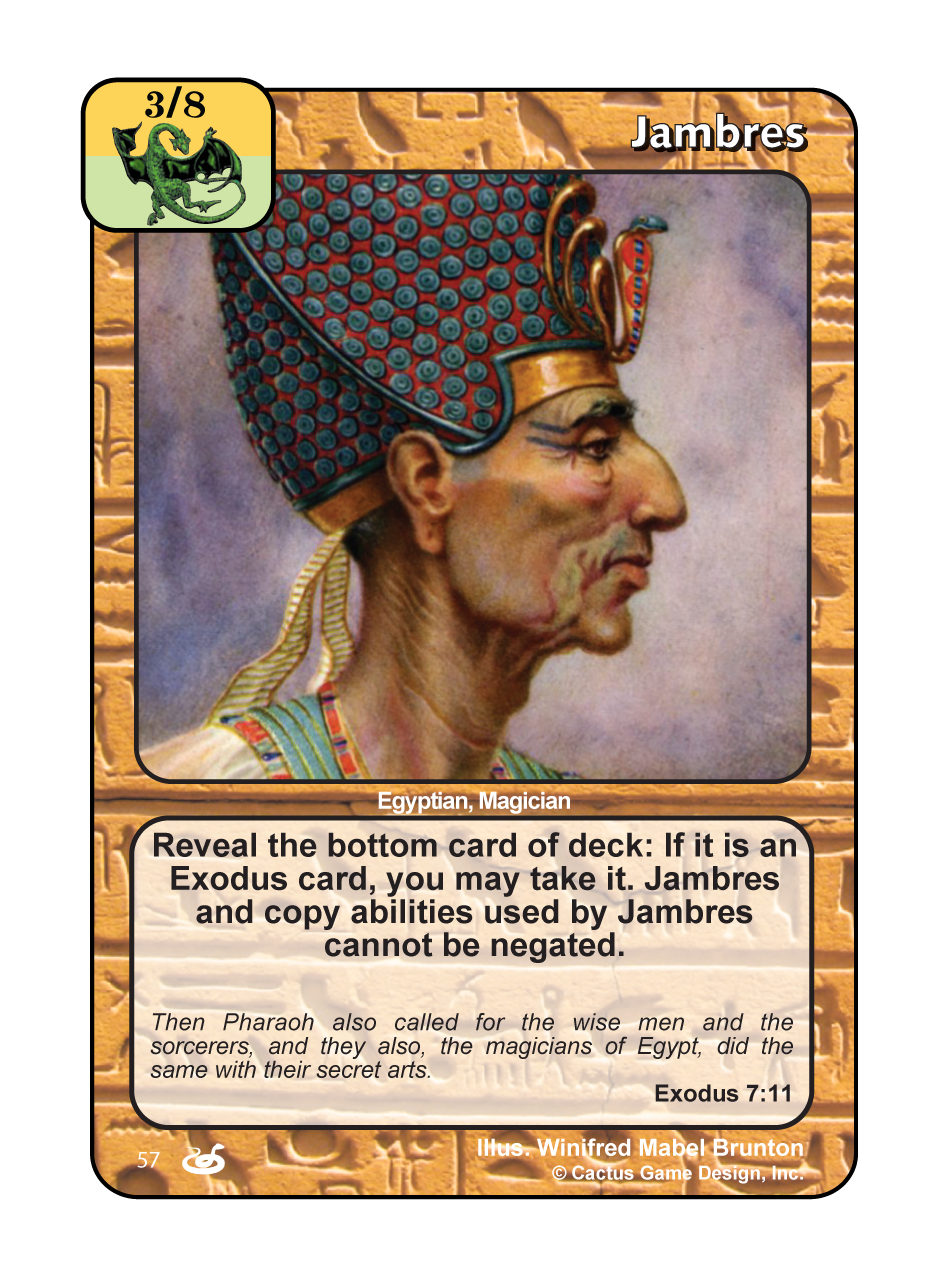 3/8
Jambres
Egyptian, Magician
Reveal the bottom card of deck: If it is an
Exodus card, you may take it. Jambres
and copy abilities used by Jambres
cannot be negated.
Then Pharaoh also called for the wise men and the
sorcerers, and they also, the magicians of Egypt, did the
same with their secret arts.
Exodus 7:11
57
Illus. Winifred Mabel Brunton
© Cactus Game Design, Inc.